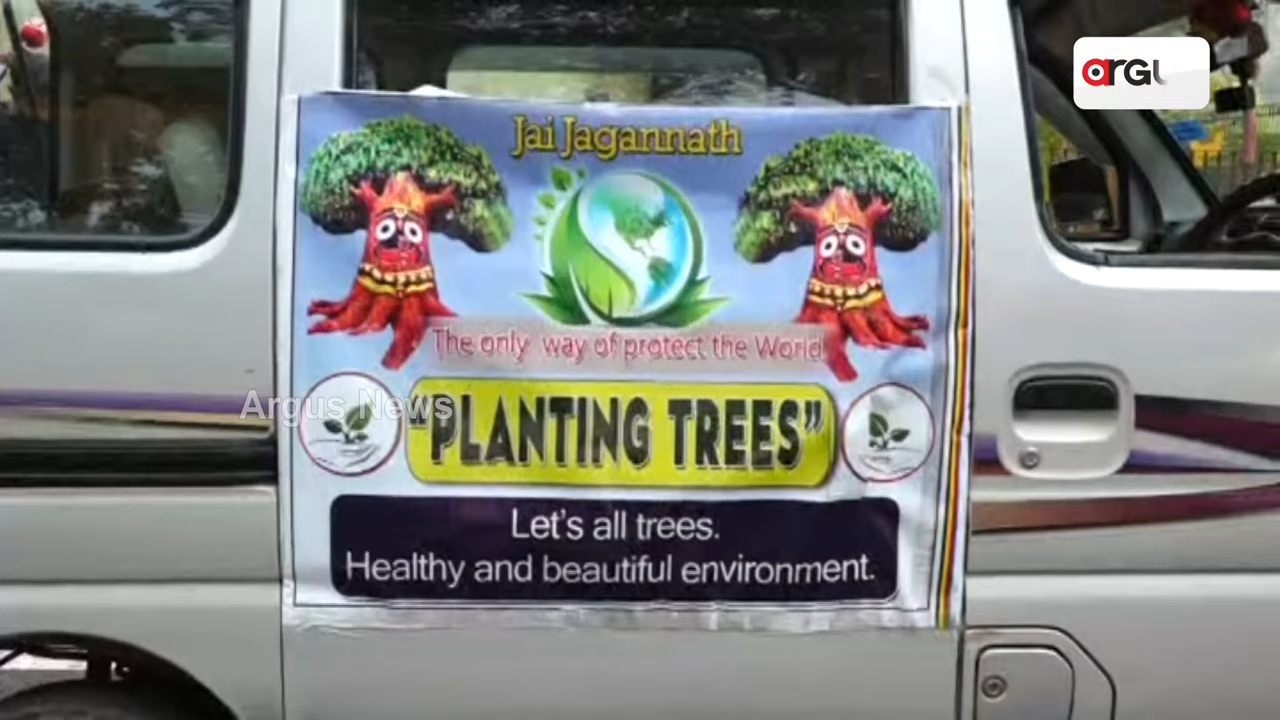 arGU
Jai Jagannath
The only way of protect the World
Argus News
"PLANTING TREES"
Let's all trees.
Healthy and beautiful environment.